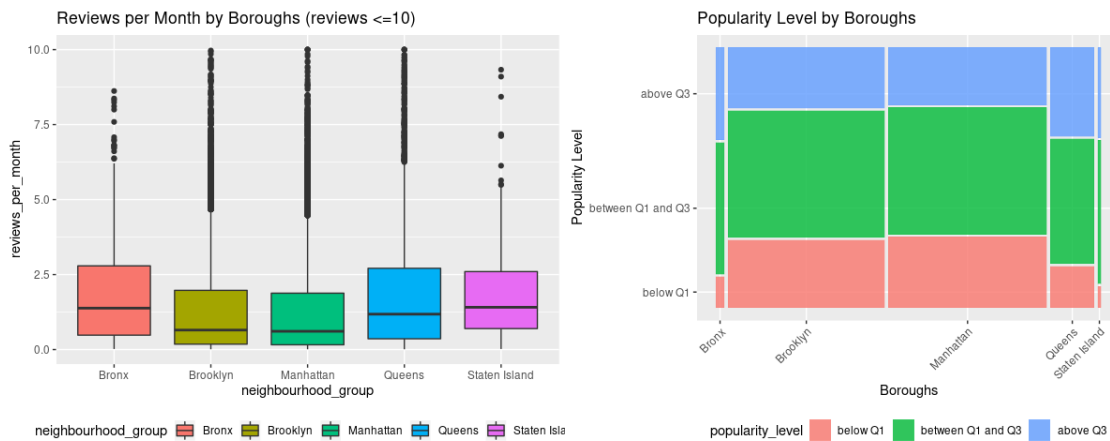 Reviews per Month by Boroughs (reviews <=10)
reviews_per_month
10.0
7.5
5.0
2.5
0.0
Bronx
Brooklyn
Manhattan
Queens
Staten Island
neighbourhood_group
neighbourhood_group
Bronx
Brooklyn
Manhattan
Queens
Staten Isla
Popularity Level by Boroughs
Popularity Level
above Q3
between Q1 and Q3
below Q1
Bronx
Brooklyn
Manhattan
Queens
Staten Island
Boroughs
popularity_level
below Q1
between Q1 and Q3
above Q3